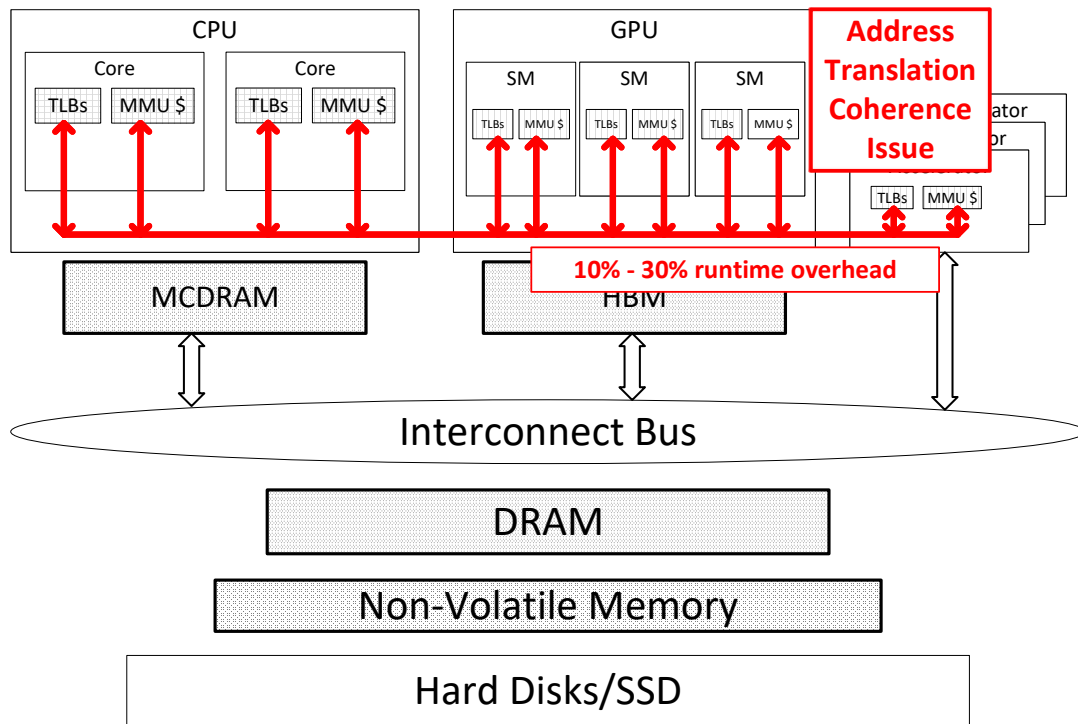 CPU
GPU
Address
Translation
Coherence
Issue
Core
Core
SM
SM
SM
TLBs
MMU $
TLBs
MMU $
TLBs
MMU $
TLBs
MMU $
TLBs
MMU $
TLBs
MMU $
10% - 30% runtime overhead
MCDRAM
HBM
Interconnect Bus
DRAM
Non-Volatile Memory
Hard Disks/SSD